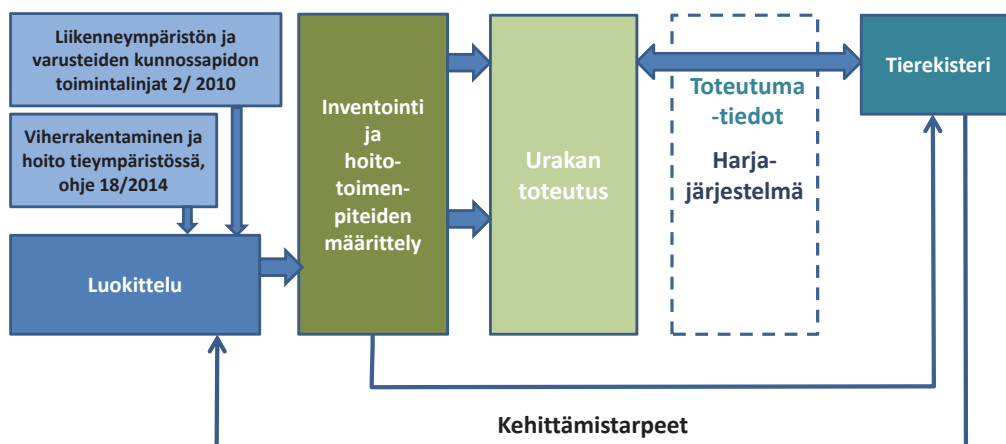 Liikenneympäristön ja
varusteiden kunnossapidon
toimintalinjat 2/ 2010
Viherrakentaminen ja
hoito tieympäristössä,
ohje 18/2014
Luokittelu
Inventointi
ja
hoito-
toimen-
piteiden
määrittely
Urakan
toteutus
Toteutuma
-tiedot
Harja-
järjestelmä
Tierekisteri
Kehittämistarpeet